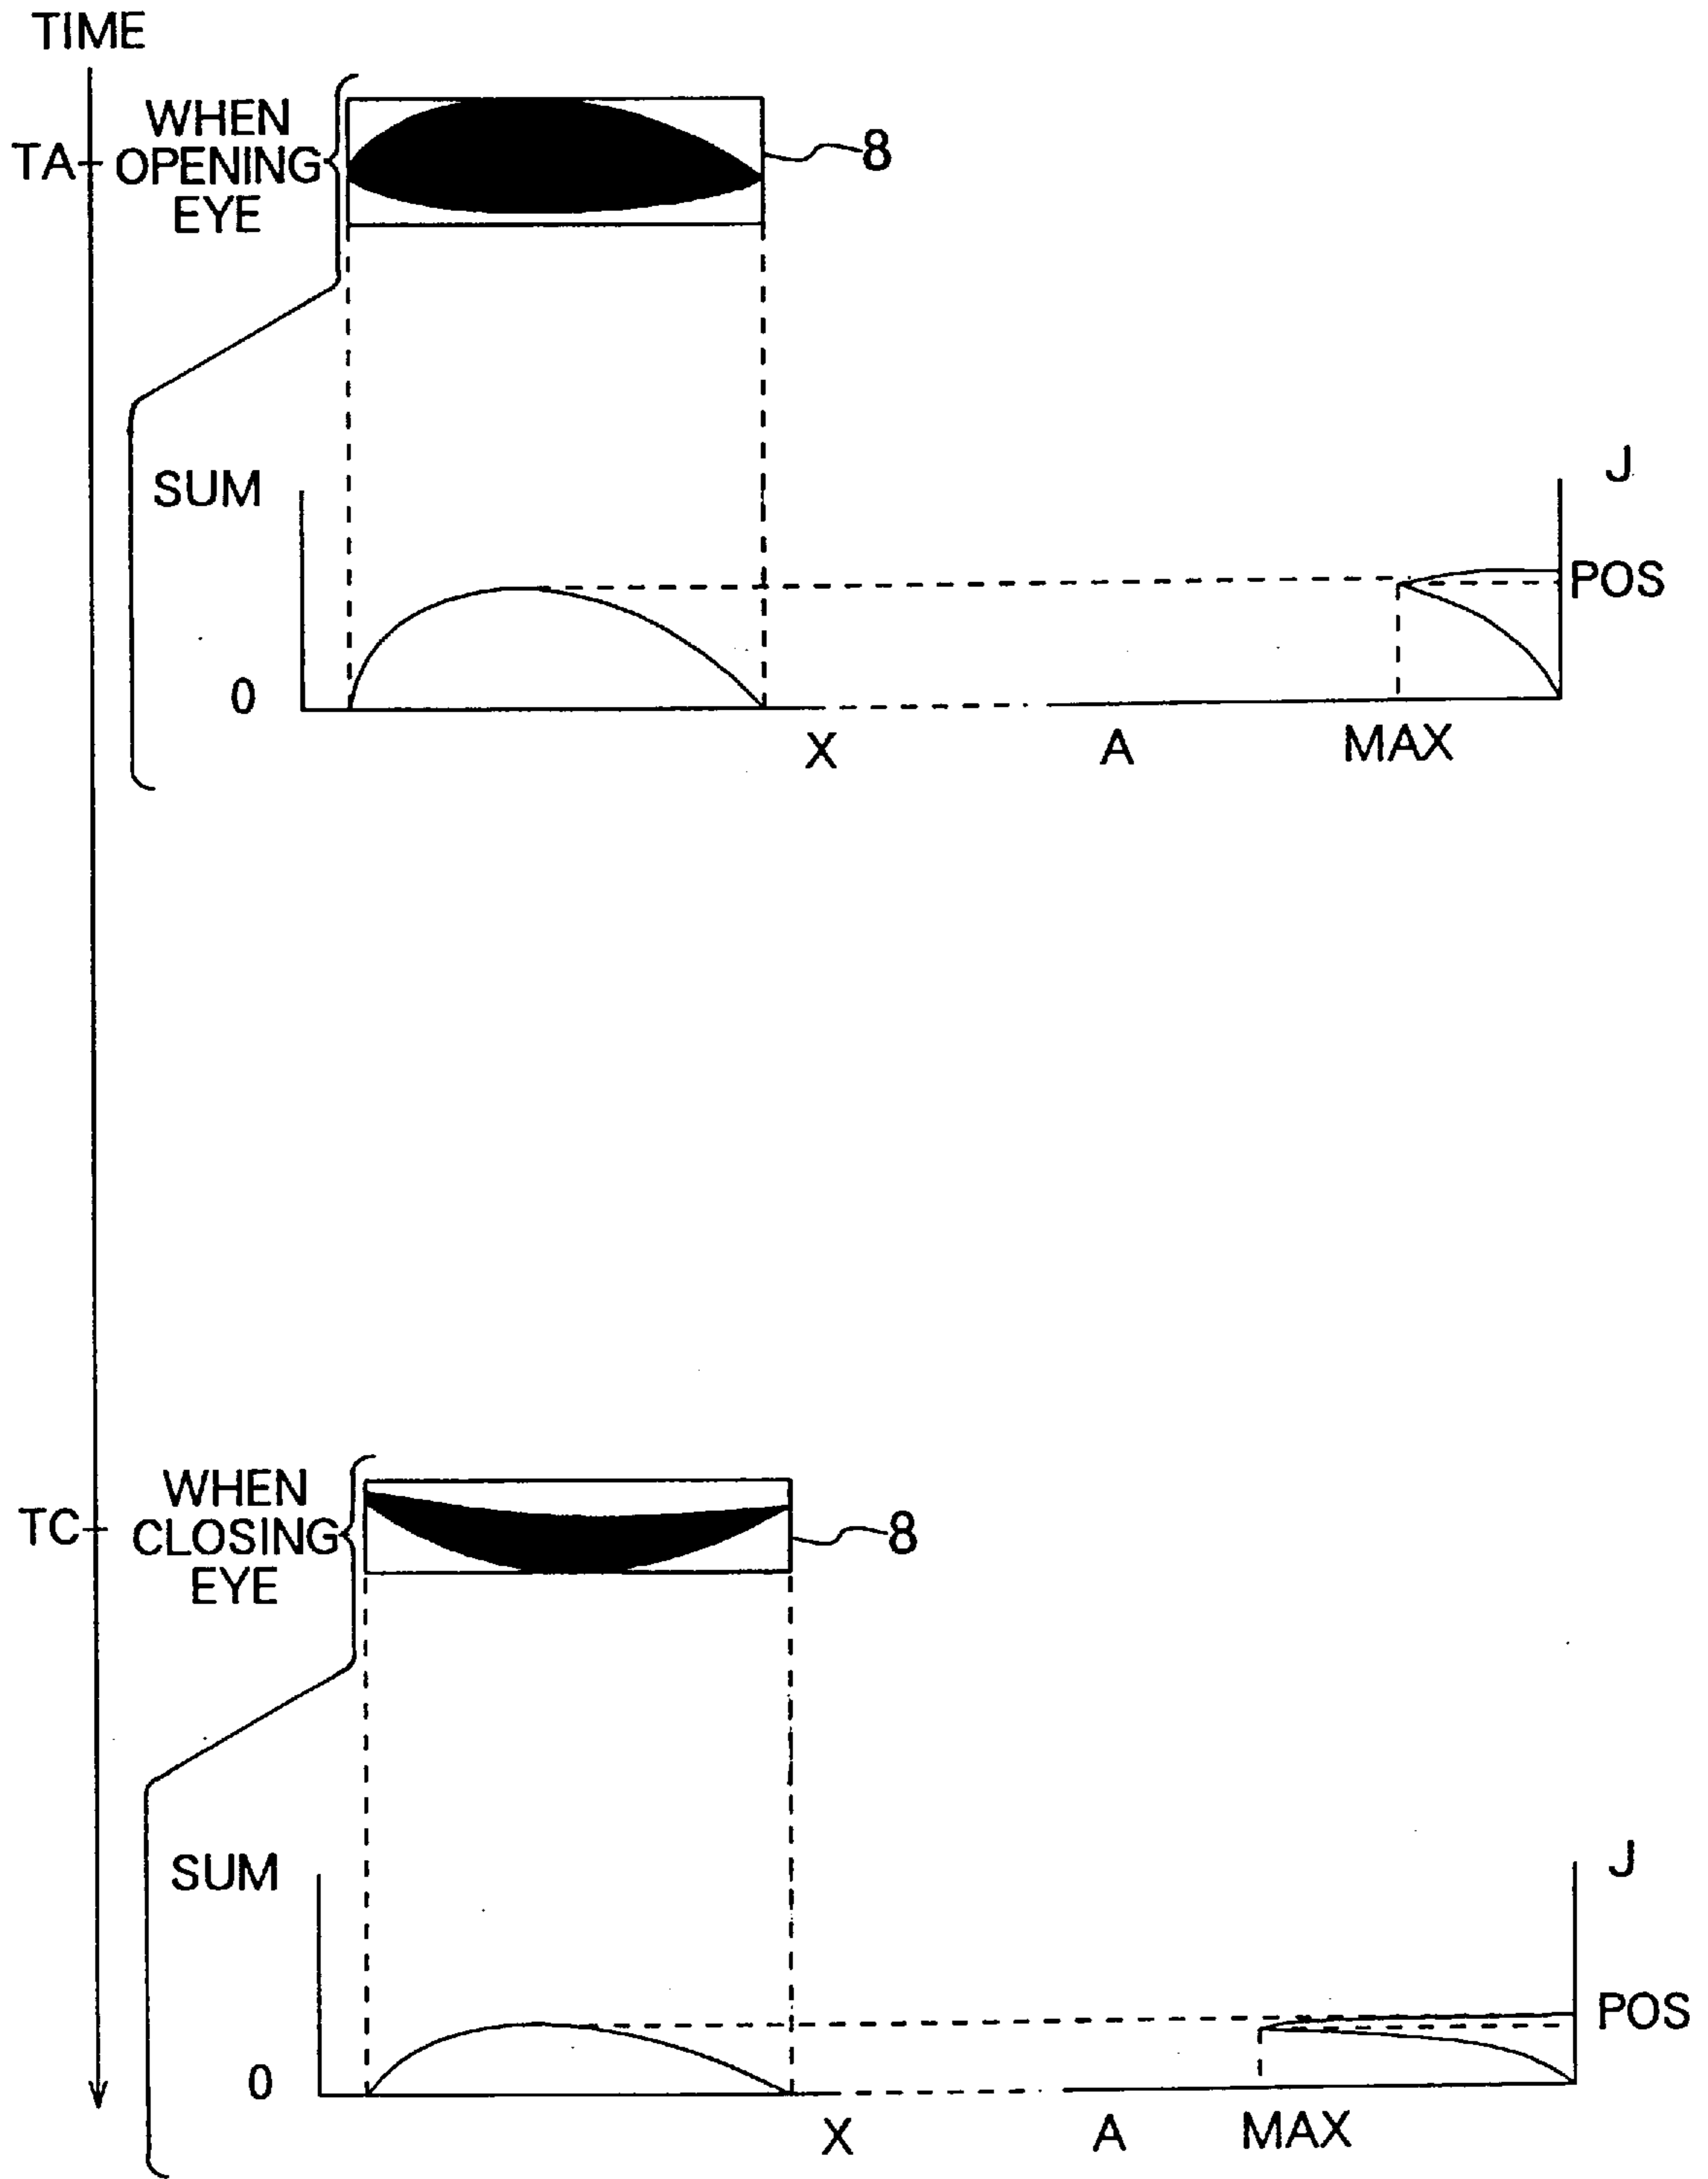 TIME
WHEN
OPENING
EYE
TA
8
SUM
J
POS
0
X
A
MAX
WHEN
CLOSING
EYE
TC
8
SUM
J
POS
0
X
A
MAX